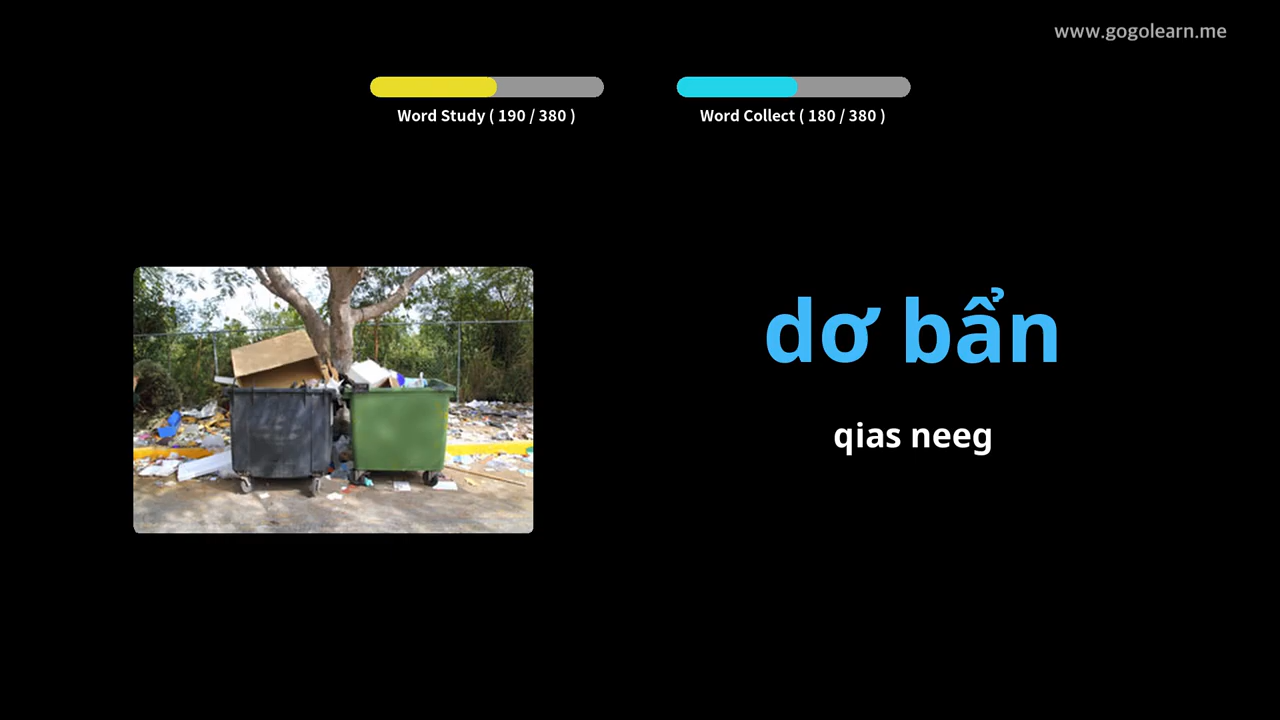 www.gogolearn.me
Word Study ( 190 / 380 )
Word Collect ( 180 / 380 )
dơ bẩn
qias neeg